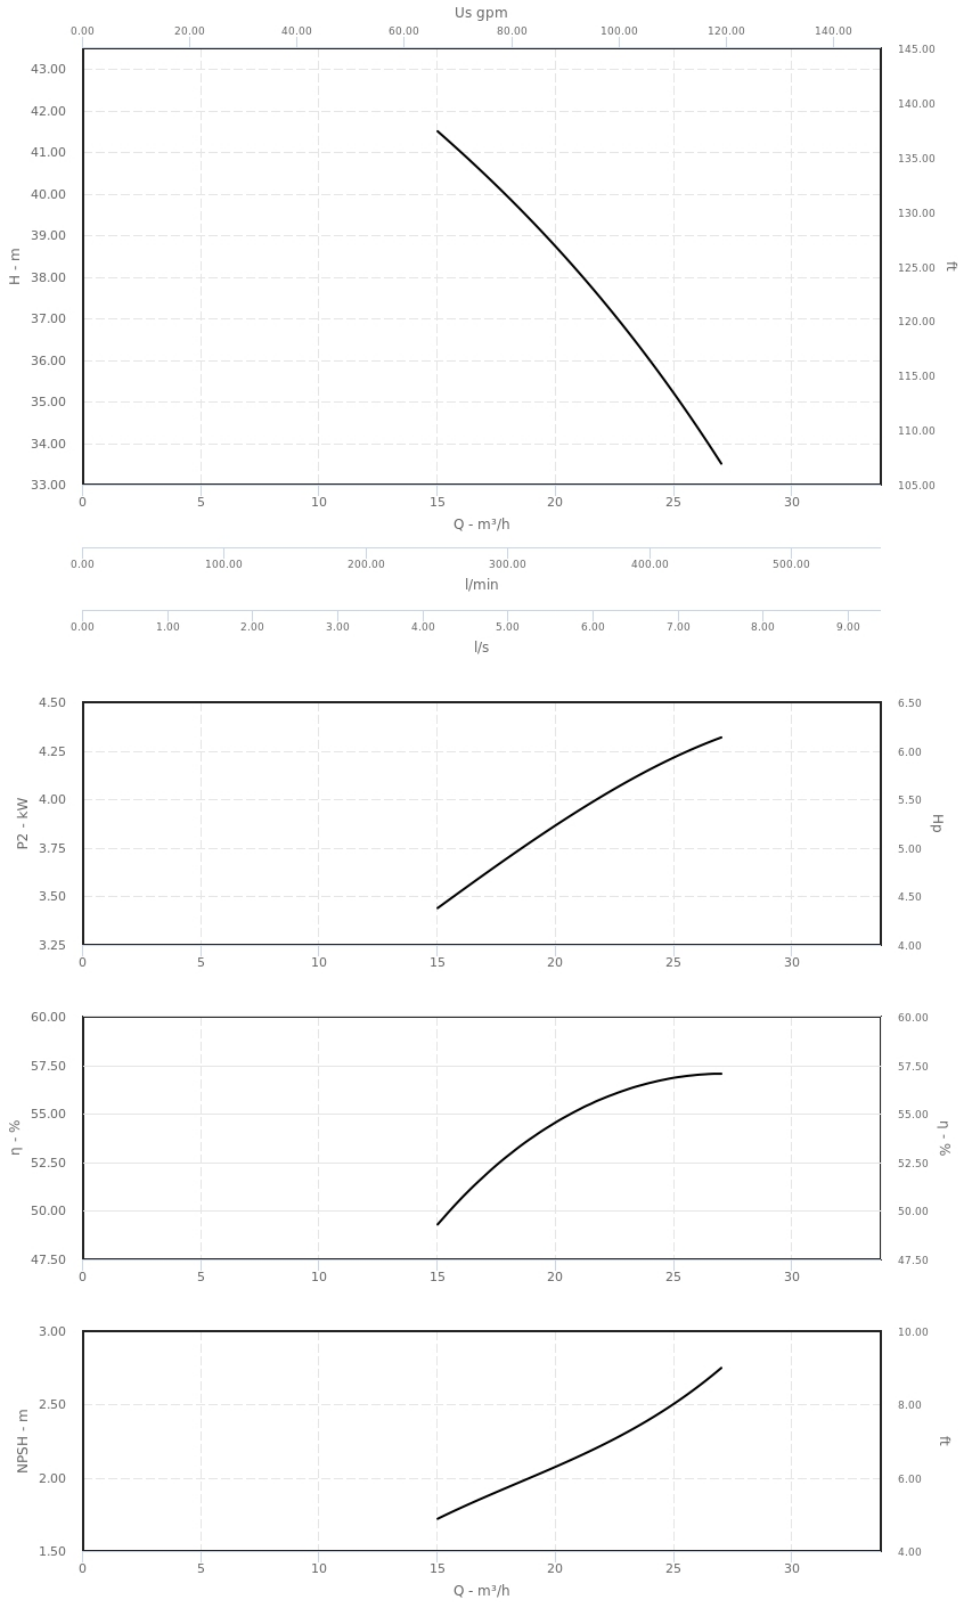 Us gpm
0.00 20.00 40.00 60.00 80.00 100.00 120.00 140.00
43.00 145.00
42.00 140.00
41.00 135.00
40.00 130.00
39.00 125.00
38.00 120.00
37.00 115.00
36.00 110.00
35.00 105.00
34.00
33.00
H - m
ft
0 5 10 15 20 25 30
Q - m³/h
0.00 100.00 200.00 300.00 400.00 500.00
l/min
0.00 1.00 2.00 3.00 4.00 5.00 6.00 7.00 8.00 9.00
l/s
4.50 6.50
4.25 6.00
4.00 5.50
3.75 5.00
3.50 4.50
3.25 4.00
P2 - kW
Hp
0 5 10 15 20 25 30
60.00 60.00
57.50 57.50
55.00 55.00
52.50 52.50
50.00 50.00
47.50 47.50
η - %
η - %
0 5 10 15 20 25 30
3.00 10.00
2.50 8.00
2.00 6.00
1.50 4.00
NPSH - m
ft
0 5 10 15 20 25 30
Q - m³/h